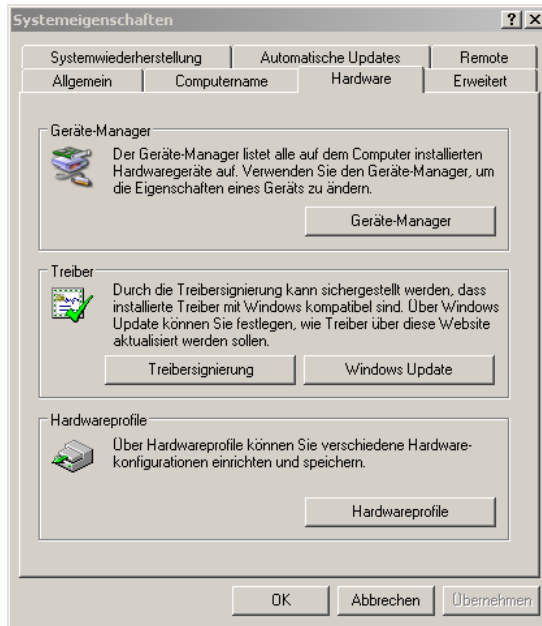 Systemeigenschaften
Systemwiederherstellung Automatische Updates Remote
Allgemein Computername Hardware Erweitert
Geräte-Manager
Der Geräte-Manager listet alle auf dem Computer installierten
Hardwaregeräte auf. Verwenden Sie den Geräte-Manager, um
die Eigenschaften eines Geräts zu ändern.
Geräte-Manager
Treiber
Durch die Treibersignierung kann sichergestellt werden, dass
installierte Treiber mit Windows kompatibel sind. Über Windows
Update können Sie festlegen, wie Treiber über diese Website
aktualisiert werden sollen.
Treibersignierung Windows Update
Hardwareprofile
Über Hardwareprofile können Sie verschiedene Hardware-
konfigurationen einrichten und speichern.
Hardwareprofile
OK Abbrechen Übernehmen